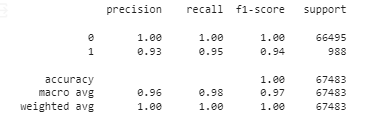 precision recall f1-score support
0 1.00 1.00 1.00 66495
1 0.93 0.95 0.94 988
accuracy 1.00 67483
macro avg 0.96 0.98 0.97 67483
weighted avg 1.00 1.00 1.00 67483